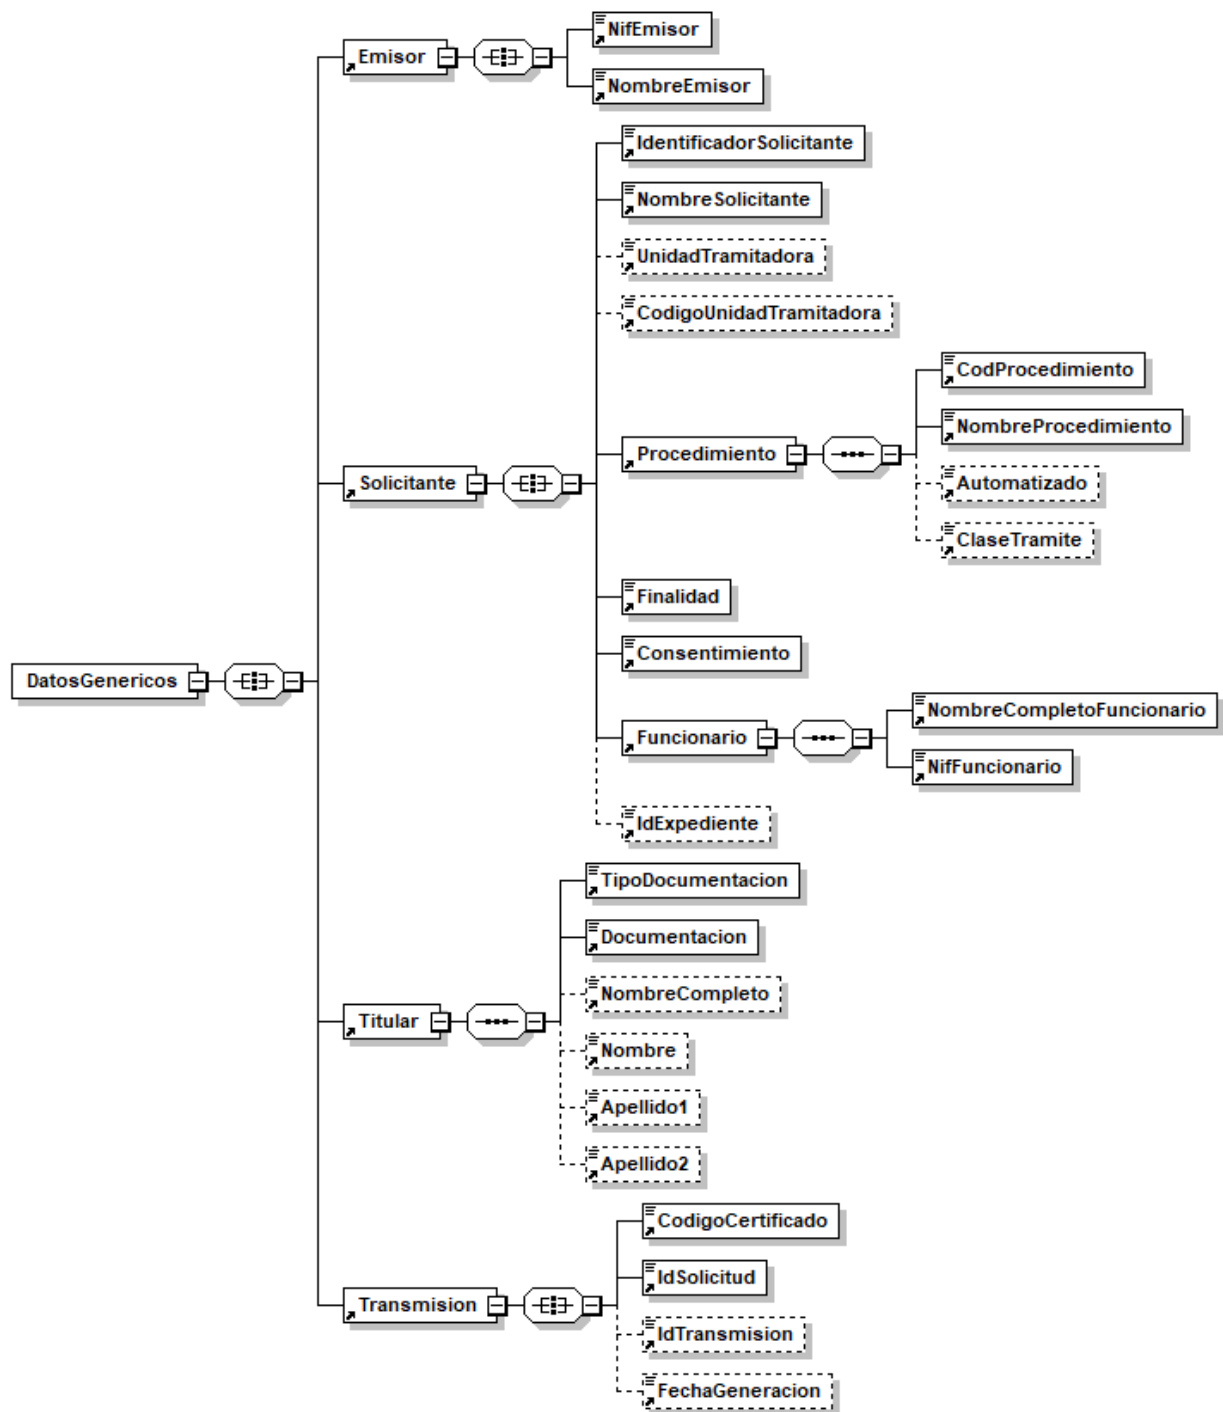 NifEmisor
Emisor
NombreEmisor
IdentificadorSolicitante
NombreSolicitante
UnidadTramitadora
CodigoUnidadTramitadora
CodProcedimiento
NombreProcedimiento
Procedimiento
Solicitante
Automatizado
ClaseTramite
Finalidad
Consentimiento
DatosGenericos
NombreCompletoFuncionario
Funcionario
NifFuncionario
IdExpediente
TipoDocumentacion
Documentacion
NombreCompleto
Titular
Nombre
Apellido1
Apellido2
CodigoCertificado
IdSolicitud
Transmision
IdTransmision
FechaGeneracion